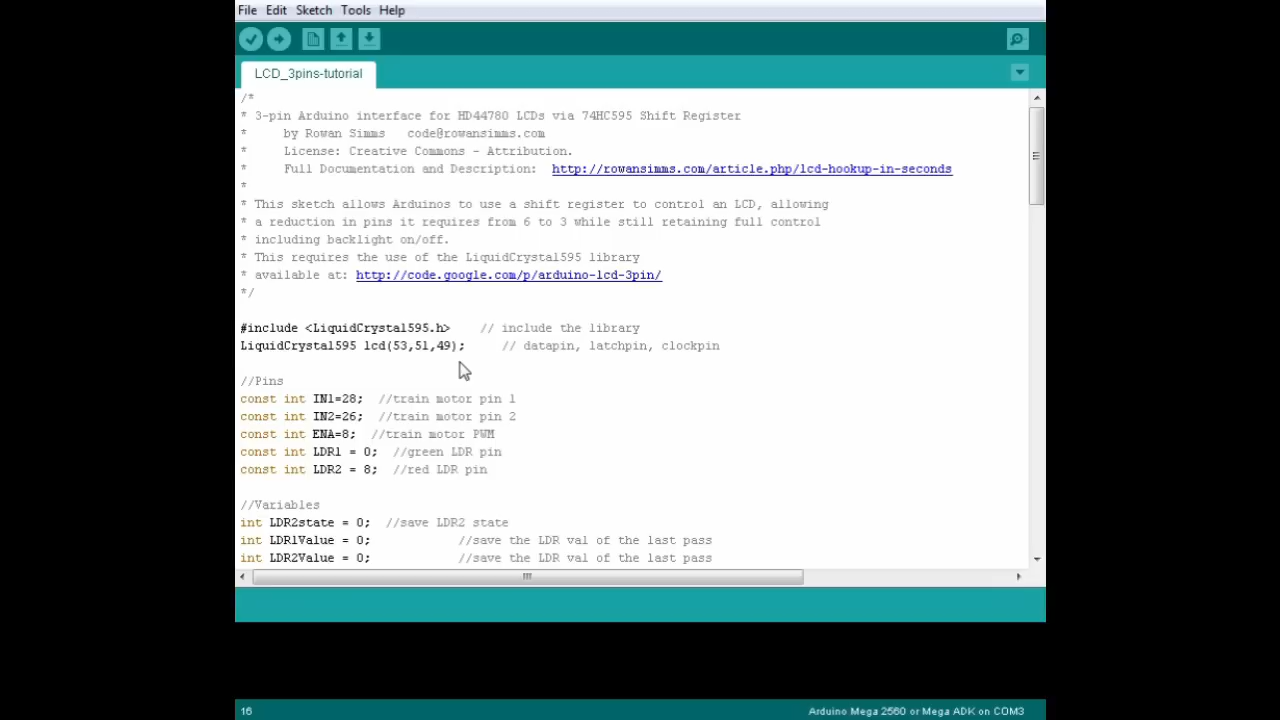 File Edit Sketch Tools Help
LCD_3pins-tutorial
/*
* 3-pin Arduino interface for HD44780 LCDs via 74HC595 Shift Register
* by Rowan Simms code@rowansimms.com
* License: Creative Commons - Attribution.
* Full Documentation and Description: http://rowansimms.com/article.php/lcd-hookup-in-seconds
*
* This sketch allows Arduinos to use a shift register to control an LCD, allowing
* a reduction in pins it requires from 6 to 3 while still retaining full control
* including backlight on/off.
* This requires the use of the LiquidCrystal595 library
* available at: http://code.google.com/p/arduino-lcd-3pin/
*/
#include <LiquidCrystal595.h> // include the library
LiquidCrystal595 lcd(53,51,49); // datapin, latchpin, clockpin
//Pins
const int IN1=28; //train motor pin 1
const int IN2=26; //train motor pin 2
const int ENA=8; //train motor PWM
const int LDR1 = 0; //green LDR pin
const int LDR2 = 8; //red LDR pin
//Variables
int LDR2state = 0; //save LDR2 state
int LDR1Value = 0; //save the LDR val of the last pass
int LDR2Value = 0; //save the LDR val of the last pass
16
Arduino Mega 2560 or Mega ADK on COM3